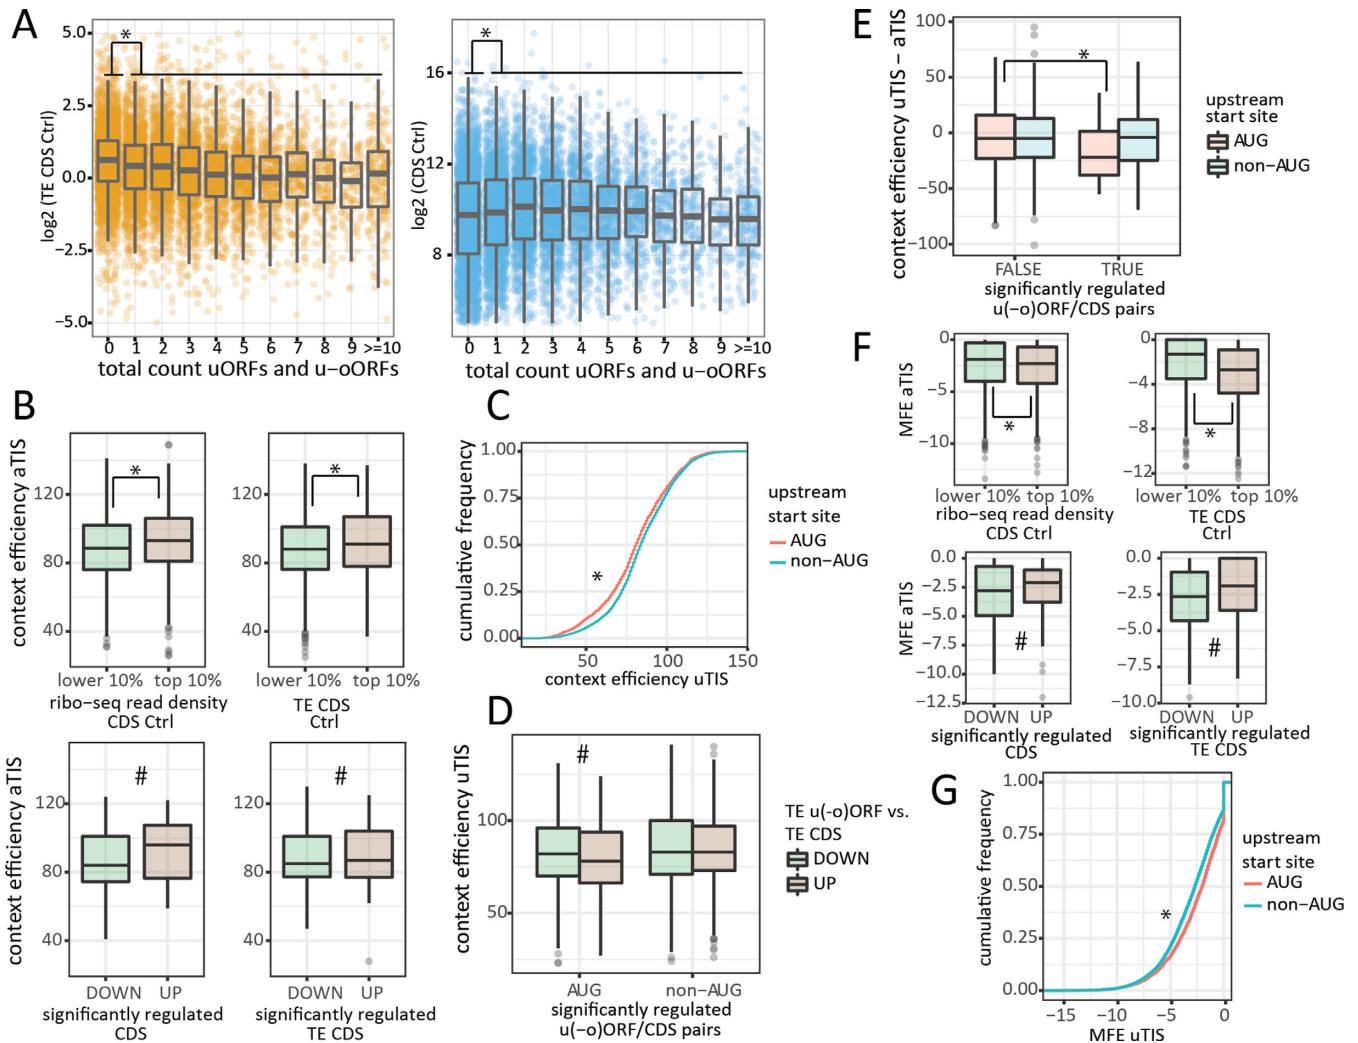 A
log2 (TE CDS Ctrl)
5.0
2.5
0.0
−2.5
−5.0
*
0 1 2 3 4 5 6 7 8 9 >=10
total count uORFs and u−oORFs
log2 (CDS Ctrl)
16
12
8
*
0 1 2 3 4 5 6 7 8 9 >=10
total count uORFs and u−oORFs
B
context efficiency aTIS
120
80
40
*
lower 10% top 10%
ribo−seq read density
CDS Ctrl
120
80
40
*
lower 10% top 10%
TE CDS
Ctrl
context efficiency aTIS
120
80
40
#
DOWN UP
significantly regulated
CDS
120
80
40
#
DOWN UP
significantly regulated
TE CDS
C
cumulative frequency
1.00
0.75
0.50
0.25
0.00
*
50 100 150
context efficiency uTIS
upstream
start site
AUG
non−AUG
D
context efficiency uTIS
100
50
#
AUG non−AUG
significantly regulated
u(−o)ORF/CDS pairs
TE u(-o)ORF vs.
TE CDS
DOWN
UP
E
context efficiency uTIS − aTIS
100
50
0
−50
−100
*
FALSE TRUE
significantly regulated
u(−o)ORF/CDS pairs
upstream
start site
AUG
non−AUG
F
MFE aTIS
0
−5
−10
*
lower 10% top 10%
ribo−seq read density
CDS Ctrl
0
−4
−8
−12
*
lower 10% top 10%
TE CDS
Ctrl
MFE aTIS
0.0
−2.5
−5.0
−7.5
−10.0
−12.5
#
DOWN UP
significantly regulated
CDS
0.0
−2.5
−5.0
−7.5
−10.0
#
DOWN UP
significantly regulated
TE CDS
G
cumulative frequency
1.00
0.75
0.50
0.25
0.00
*
−15 −10 −5 0
MFE uTIS
upstream
start site
AUG
non−AUG